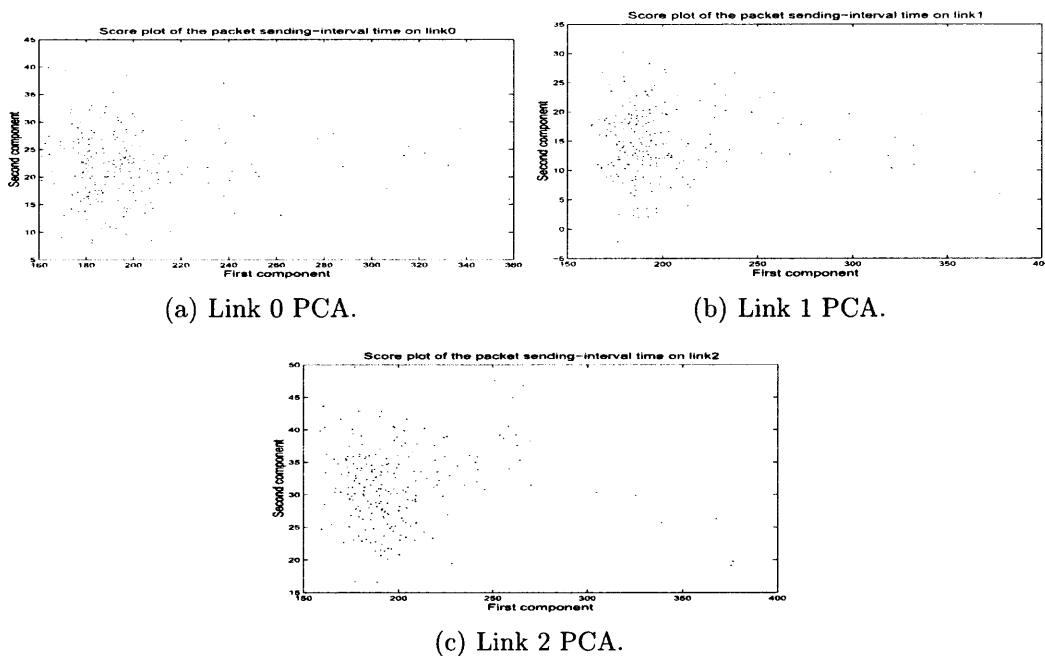 Score plot of the packet sending-interval time on link0
45
40
35
30
25
20
15
10
5
Second component
160 180 200 220 240 260 280 300 320 340 360
First component
(a) Link 0 PCA.
Score plot of the packet sending-interval time on link1
35
30
25
20
15
10
5
0
-5
Second component
150 200 250 300 350 400
First component
(b) Link 1 PCA.
Score plot of the packet sending-interval time on link2
50
45
40
35
30
25
20
15
Second component
150 200 250 300 350 400
First component
(c) Link 2 PCA.